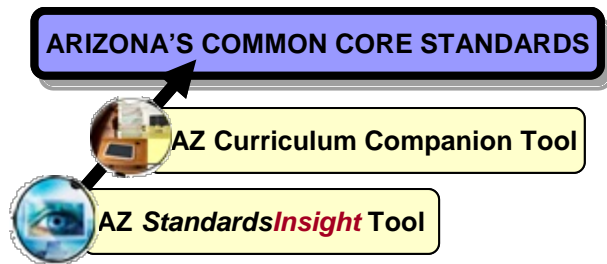 ARIZONA'S COMMON CORE STANDARDS
AZ Curriculum Companion Tool
AZ StandardsInsight Tool